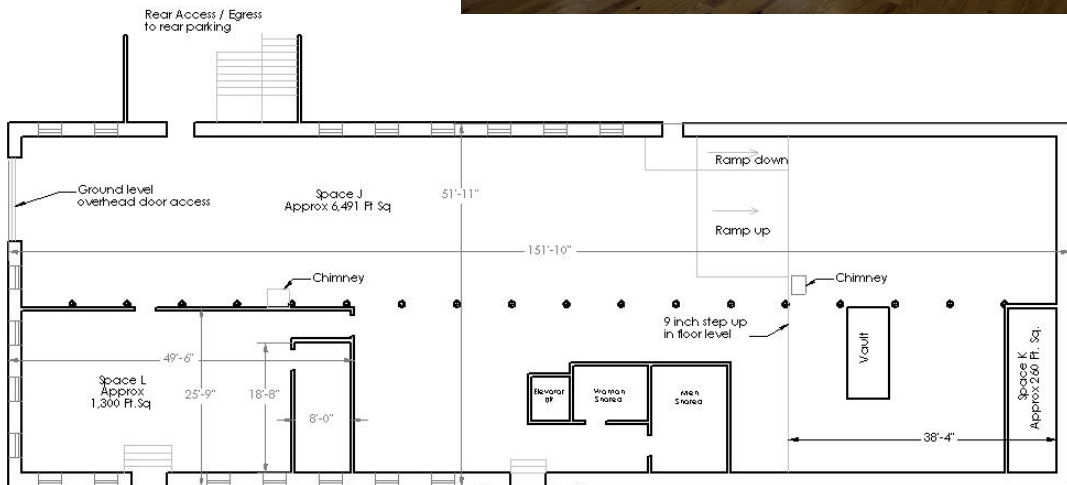 Rear Access / Egress
to rear parking
Ramp down
Ground level
overhead door access
Space J
Approx 6,491 Ft Sq
51'-11"
Ramp up
151'-10"
Chimney
Chimney
9 inch step up
in floor level
Vault
Space K
Approx 260 Ft. Sq.
49'-6"
Space L
Approx
1,300 Ft.Sq
25'-9"
18'-8"
8'-0"
Elevator
Woman
Shared
Men
Shared
38'-4"